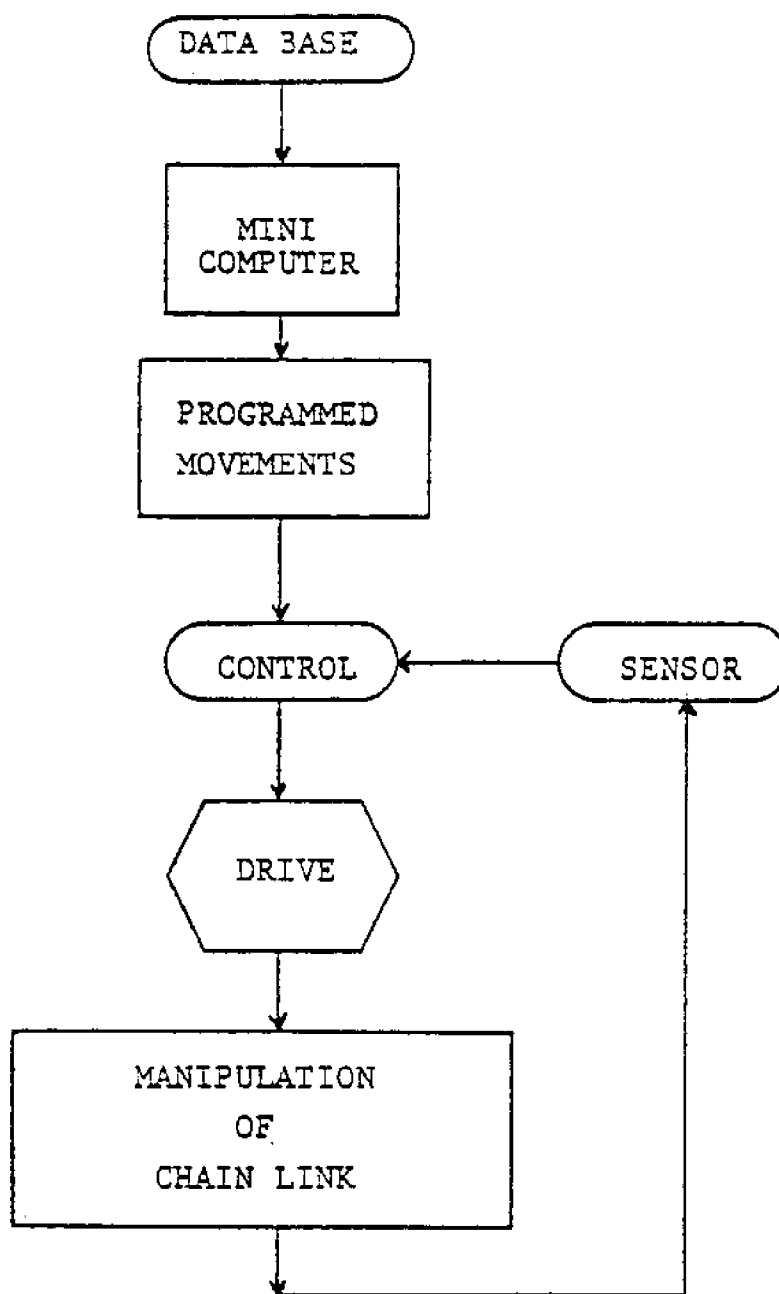 DATA BASE
MINI
COMPUTER
PROGRAMMED
MOVEMENTS
CONTROL
SENSOR
DRIVE
MANIPULATION
OF
CHAIN LINK